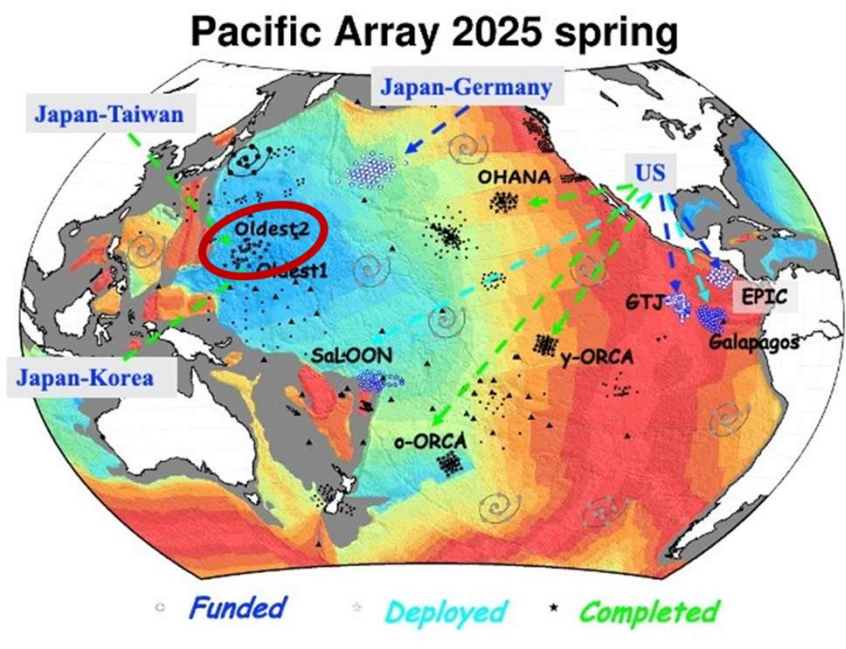 Pacific Array 2025 spring
Japan-Germany
Japan-Taiwan
US
OHANA
Oldest2
Oldest1
EPIC
GTJ
Galapagos
SaLOON
y-ORCA
Japan-Korea
o-ORCA
Funded
Deployed
Completed